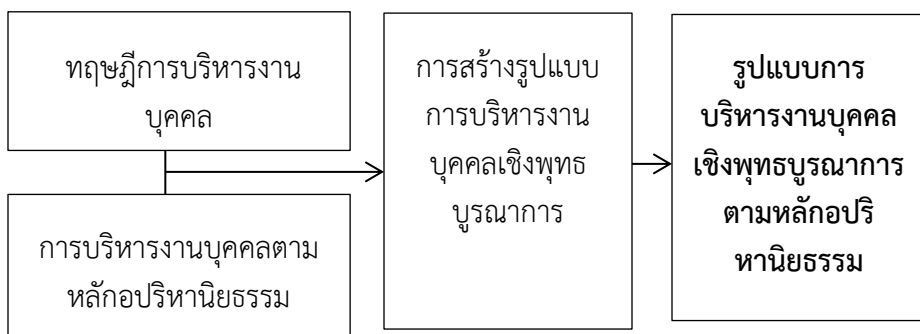 ทฤษฎีการบริหารงาน
บุคคล
การบริหารงานบุคคลตาม
หลักอปริหานิยธรรม
การสร้างรูปแบบ
การบริหารงาน
บุคคลเชิงพุทธ
บูรณาการ
รูปแบบการ
บริหารงานบุคคล
เชิงพุทธบูรณาการ
ตามหลักอปริ
หานิยธรรม